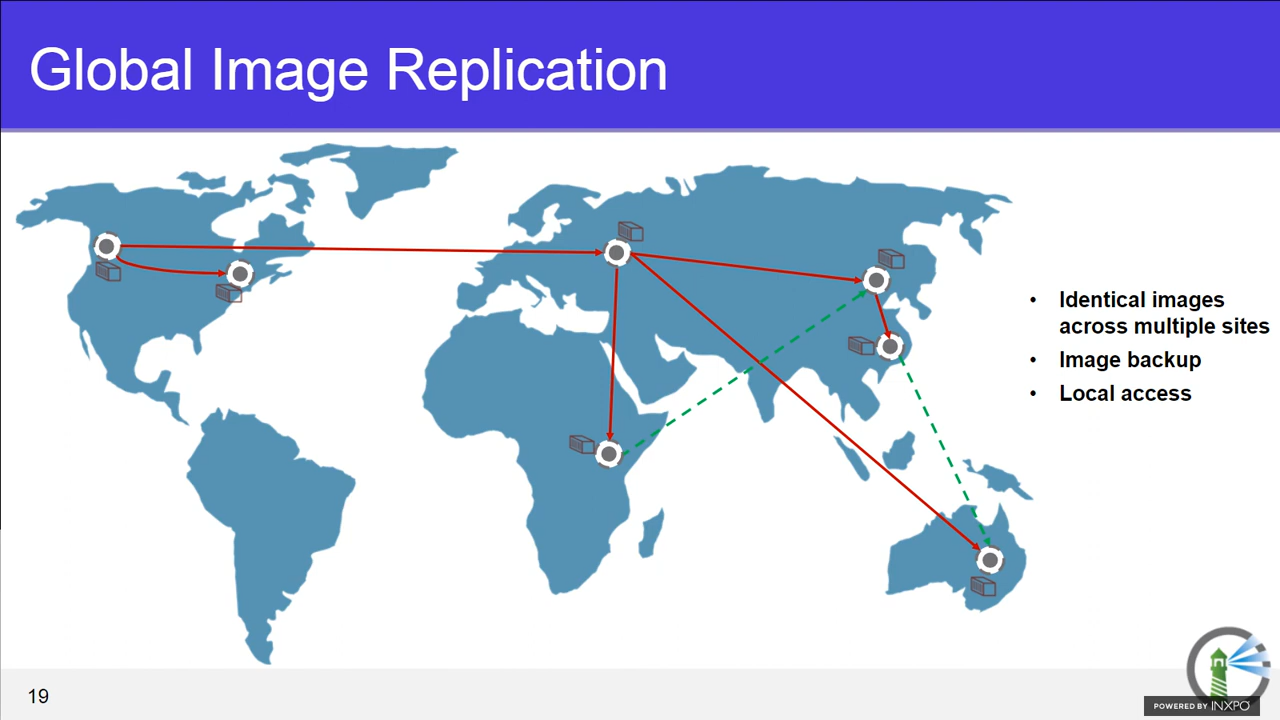 Global Image Replication
• Identical images
across multiple sites
• Image backup
• Local access
19
POWERED BY INXPO